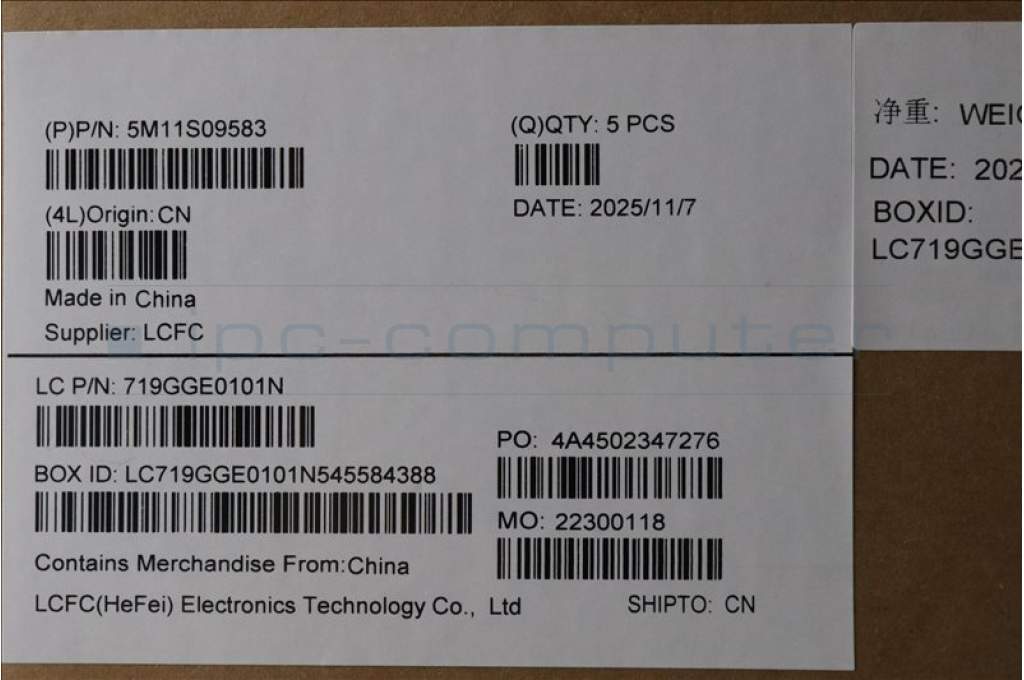 (P)P/N: 5M11S09583
(Q)QTY: 5 PCS
(4L)Origin:CN
DATE: 2025/11/7
Made in China
Supplier: LCFC
ipc-computer
LC P/N: 719GGE0101N
PO: 4A4502347276
BOX ID: LC719GGE0101N545584388
MO: 22300118
Contains Merchandise From:China
LCFC(HeFei) Electronics Technology Co., Ltd
SHIPTO: CN
净重:
DATE: 202
BOXID:
LC719GGE